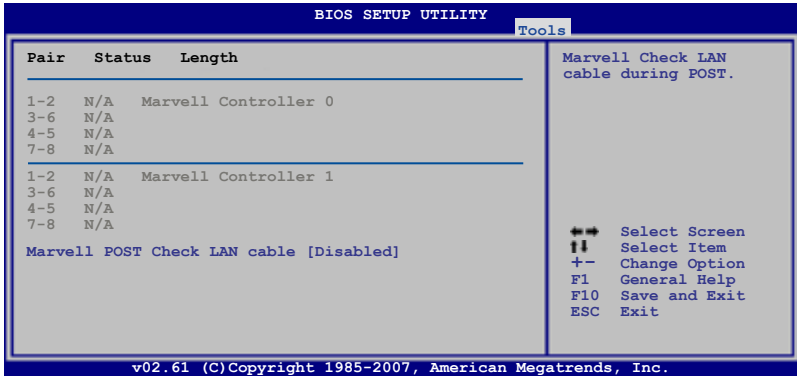 BIOS SETUP UTILITY
Tools
Pair Status Length
1-2 N/A Marvell Controller 0
3-6 N/A
4-5 N/A
7-8 N/A
1-2 N/A Marvell Controller 1
3-6 N/A
4-5 N/A
7-8 N/A
Marvell POST Check LAN cable [Disabled]
Marvell Check LAN
cable during POST.
Select Screen
Select Item
+- Change Option
F1 General Help
F10 Save and Exit
ESC Exit
v02.61 (C)Copyright 1985-2007, American Megatrends, Inc.